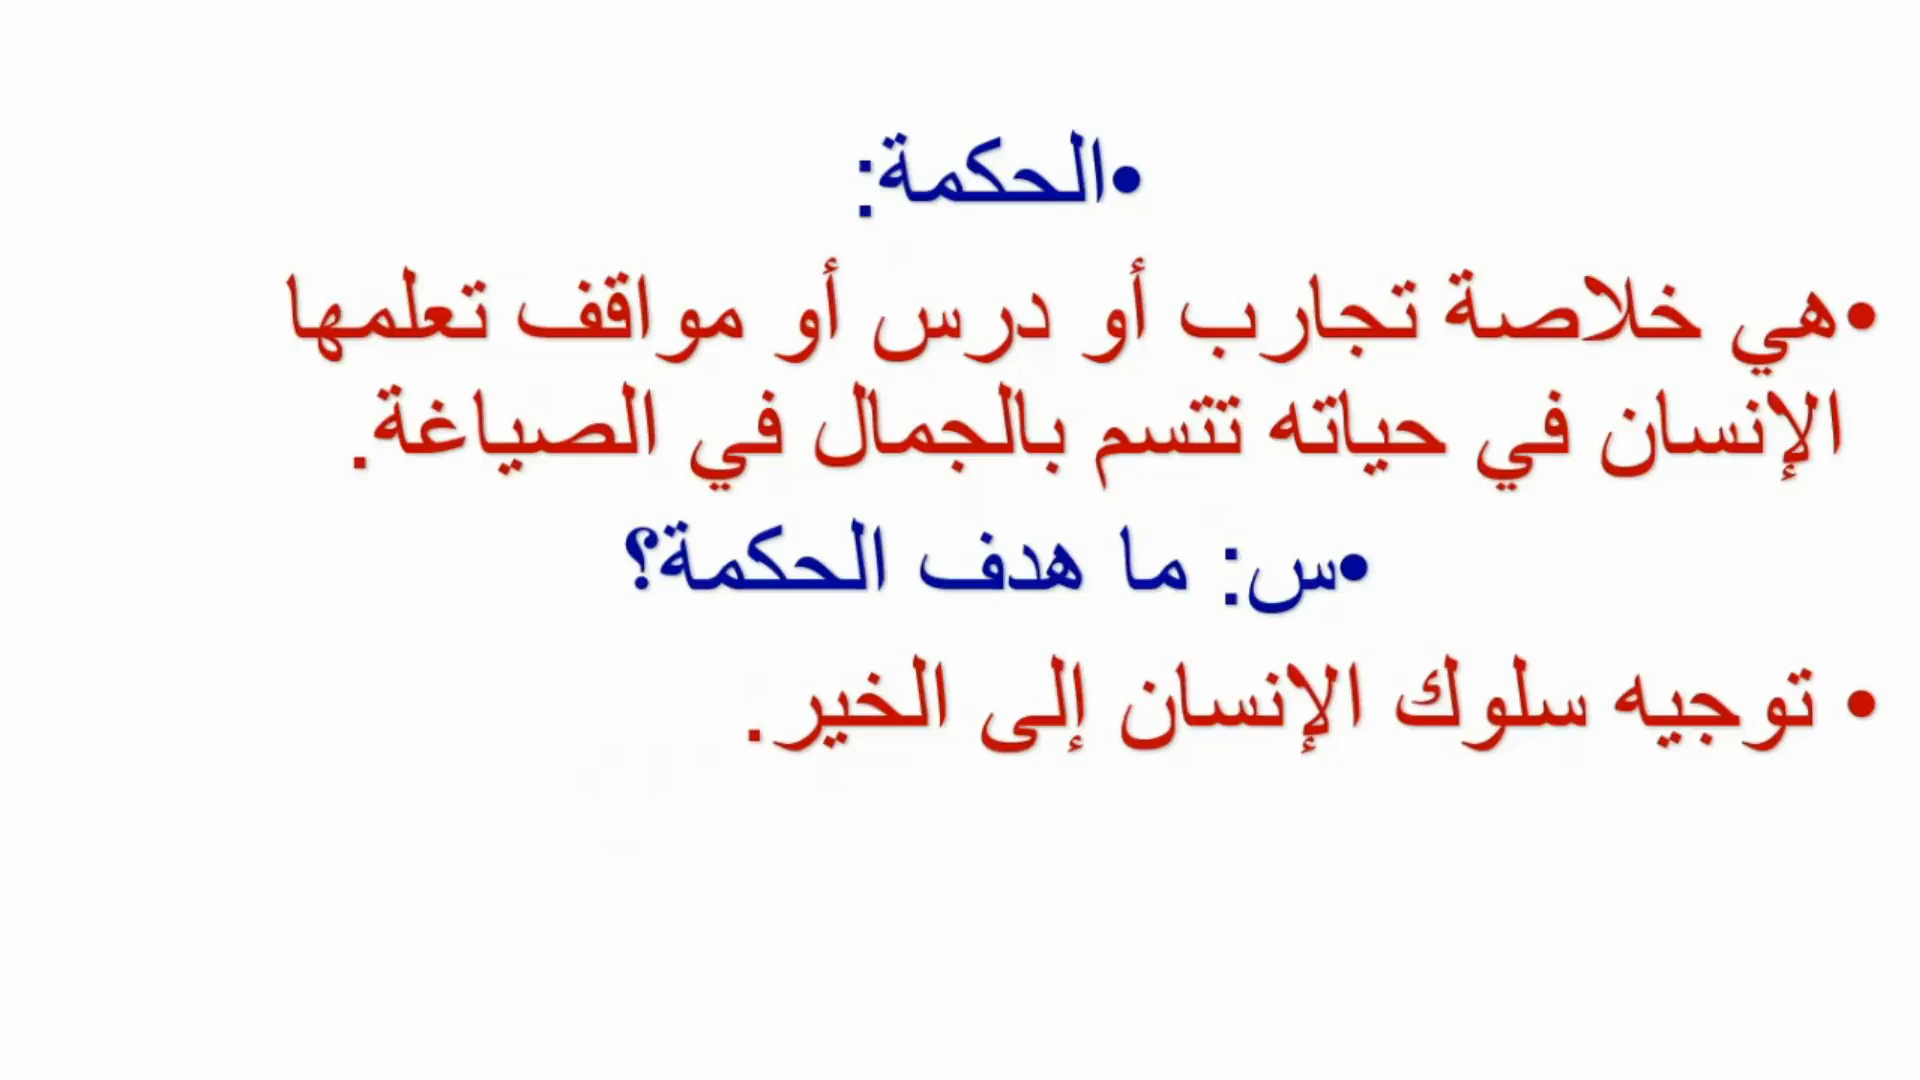 •الحكمة:
•هي خلاصة تجارب أو درس أو مواقف تعلمها
الإنسان في حياته تتسم بالجمال في الصياغة.
•س: ما هدف الحكمة؟
• توجيه سلوك الإنسان إلى الخير.